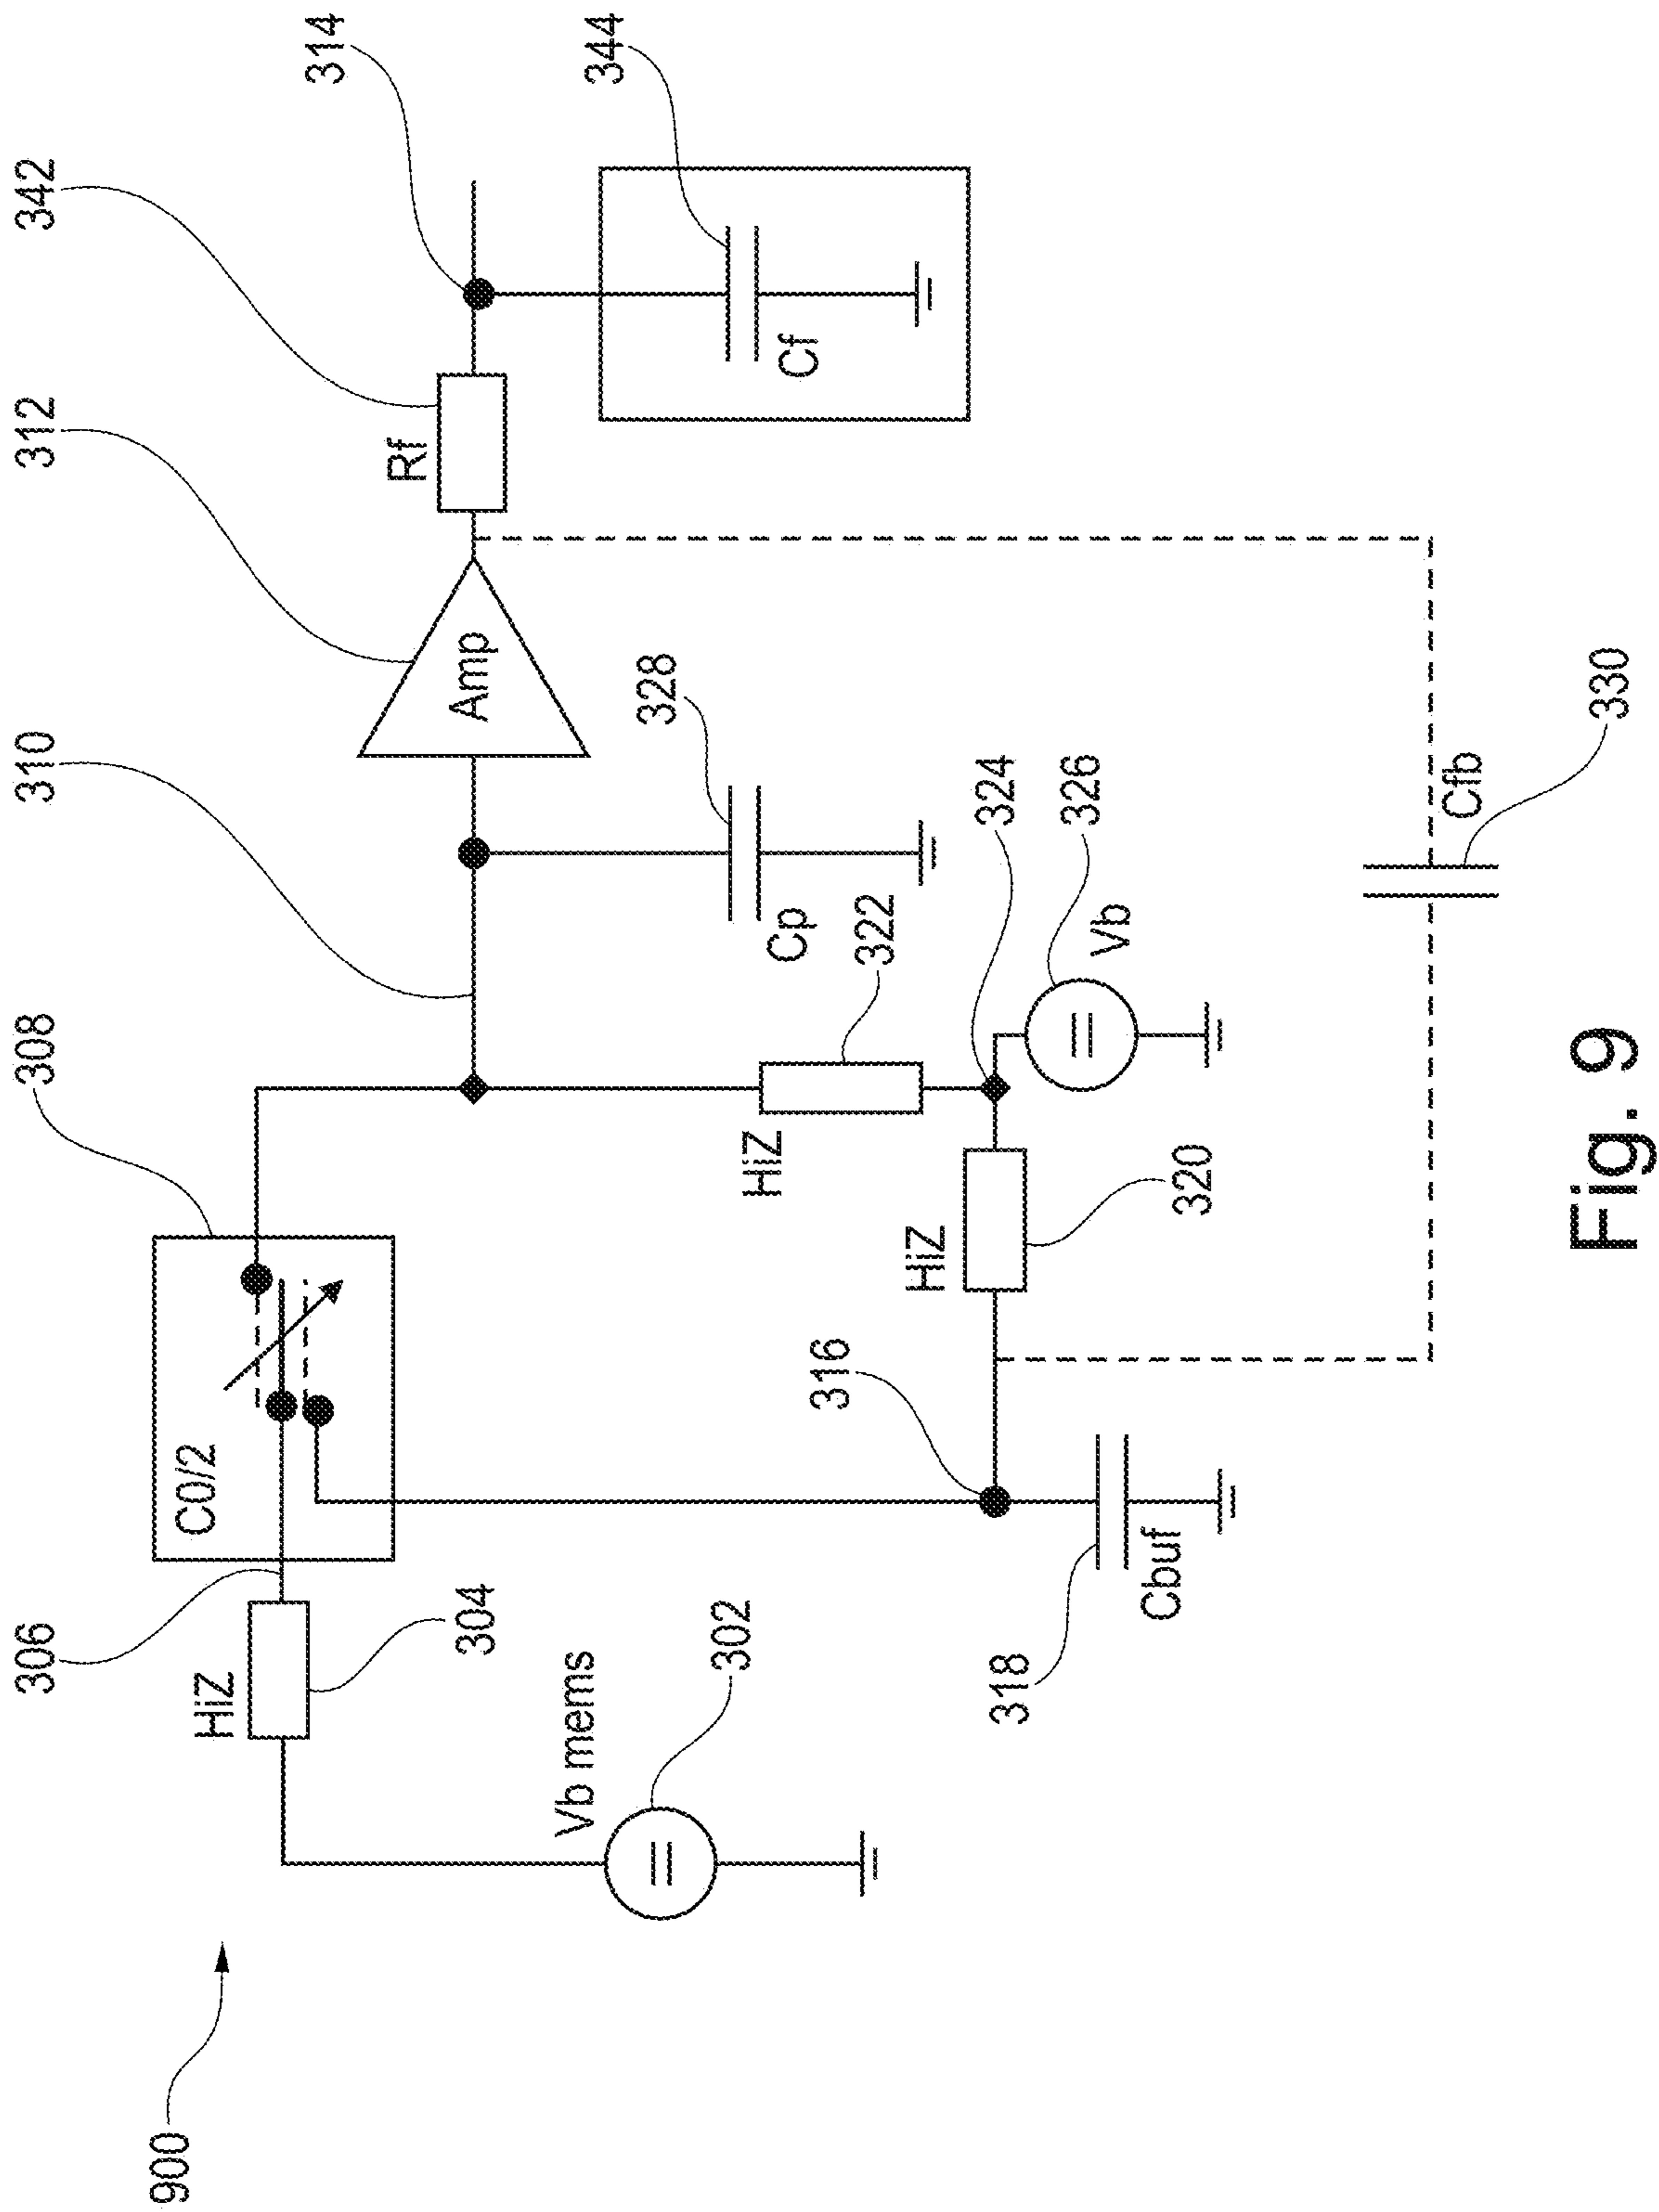 900
306
308
310
312
342
314
HiZ
C0/2
304
Vb mems
302
Amp
Rf
344
Cf
328
Cp
HiZ
322
324
326
Vb
316
HiZ
320
318
Cbuf
Cfb
330
Fig. 9